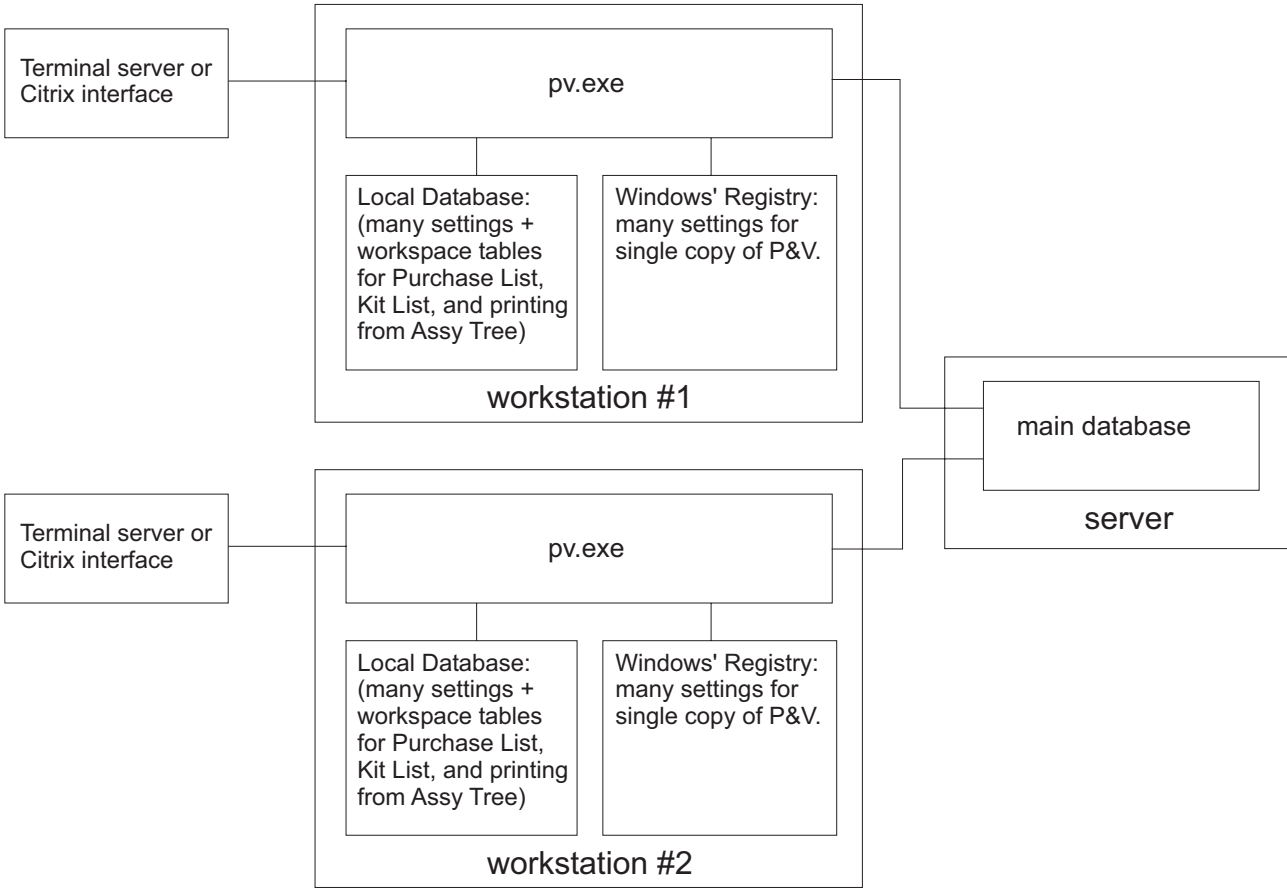 Terminal server or
Citrix interface
pv.exe
Local Database:
(many settings +
workspace tables
for Purchase List,
Kit List, and printing
from Assy Tree)
Windows' Registry:
many settings for
single copy of P&V.
workstation #1
main database
server
Terminal server or
Citrix interface
pv.exe
Local Database:
(many settings +
workspace tables
for Purchase List,
Kit List, and printing
from Assy Tree)
Windows' Registry:
many settings for
single copy of P&V.
workstation #2